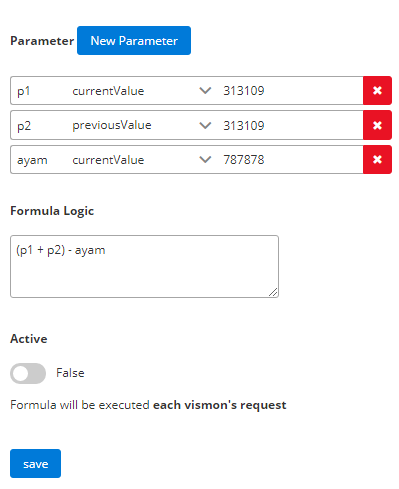 Parameter New Parameter
p1 currentValue 313109
p2 previousValue 313109
ayam currentValue 787878
Formula Logic
(p1 + p2) - ayam
Active
False
Formula will be executed each vismon's request
save